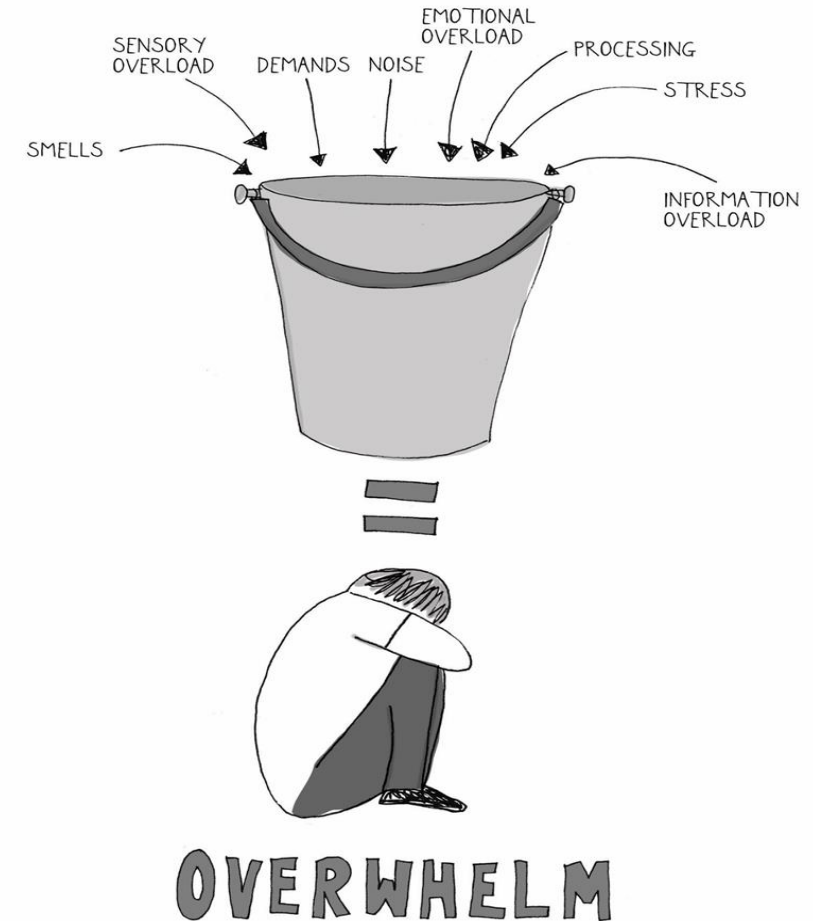 EMOTIONAL
OVERLOAD
SENSORY
OVERLOAD
DEMANDS
NOISE
PROCESSING
STRESS
SMELLS
INFORMATION
OVERLOAD
OVERWHELM